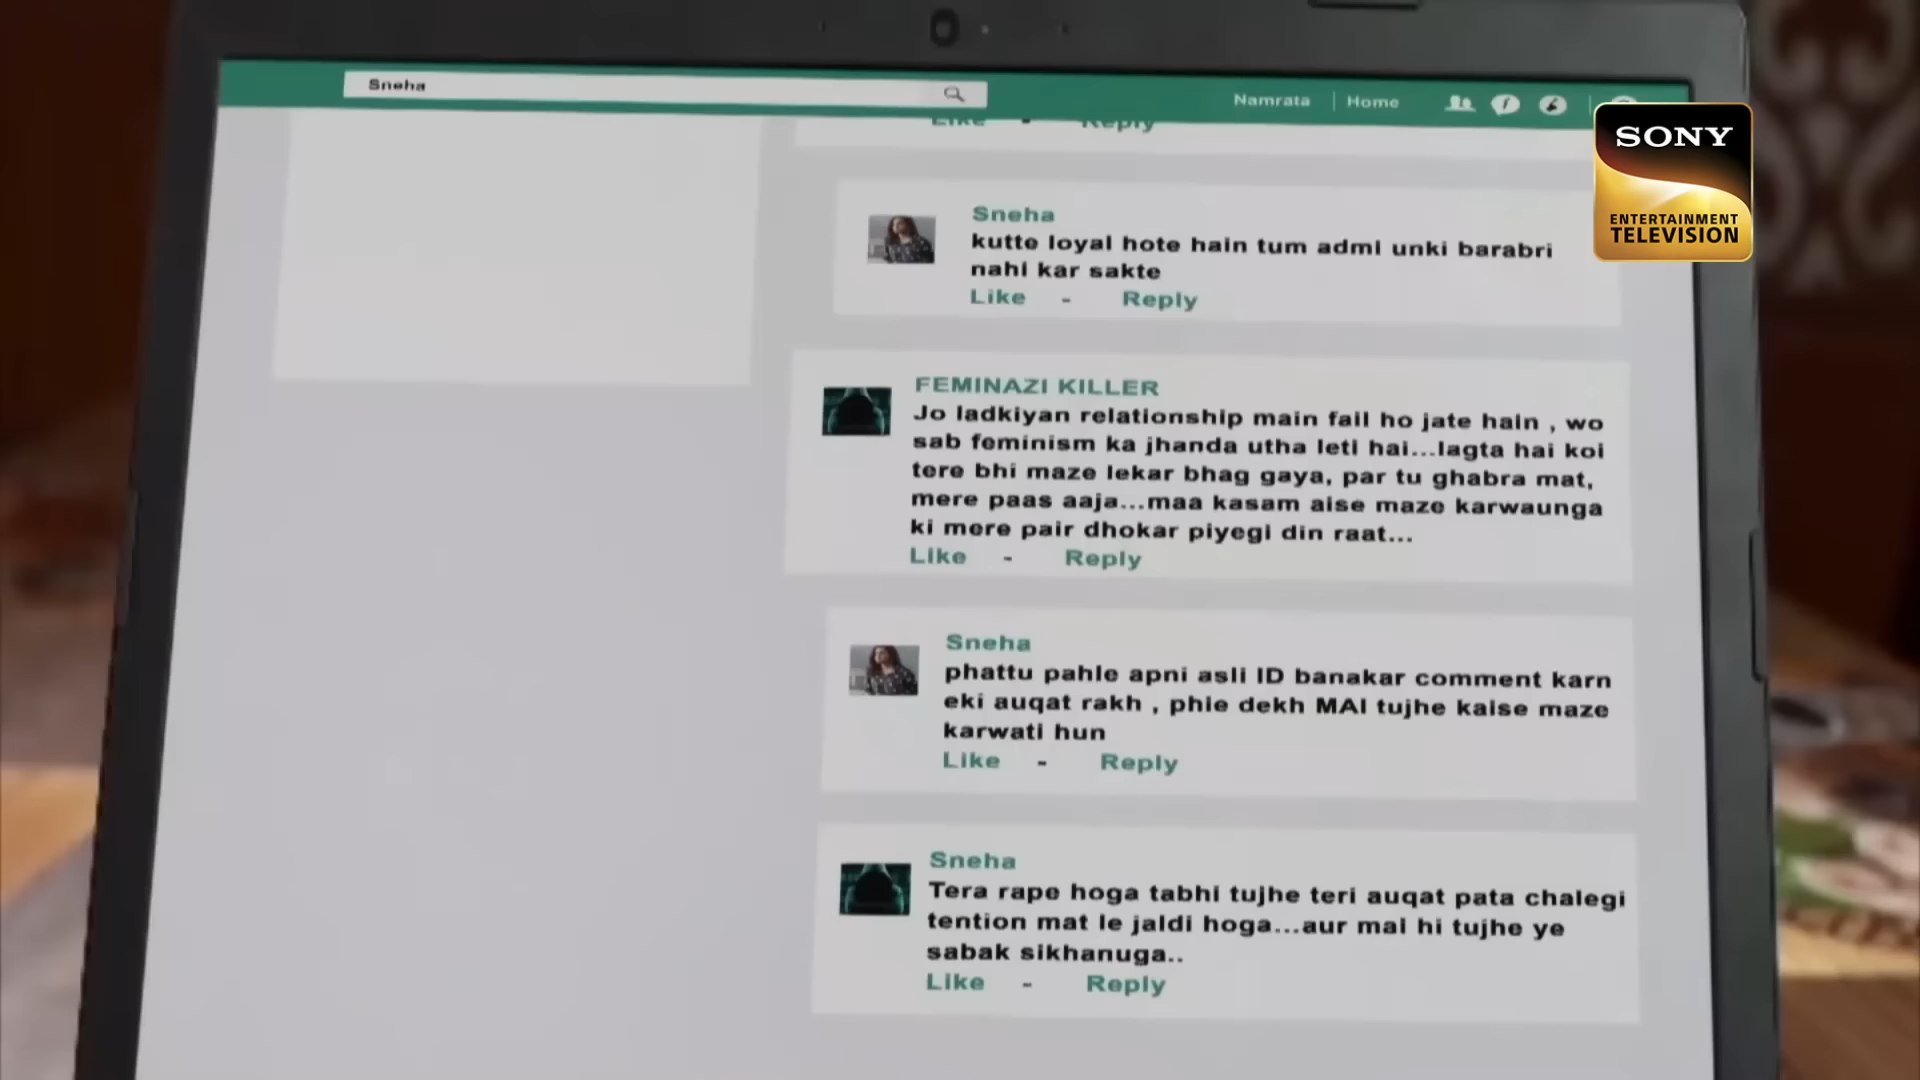 Sneha
Namrata
Home
Like - Reply
Sneha
kutte loyal hote hain tum admi unki barabri
nahi kar sakte
Like - Reply
FEMINAZI KILLER
Jo ladkiyan relationship main fail ho jate hain , wo
sab feminism ka jhanda utha leti hai...lagta hai koi
tere bhi maze lekar bhag gaya, par tu ghabra mat,
mere paas aaja...maa kasam aise maze karwaunga
ki mere pair dhokar piyegi din raat...
Like - Reply
Sneha
phattu pahle apni asli ID banakar comment karn
eki auqat rakh , phie dekh MAI tujhe kaise maze
karwati hun
Like - Reply
Sneha
Tera rape hoga tabhi tujhe teri auqat pata chalegi
tention mat le jaldi hoga...aur mai hi tujhe ye
sabak sikhanuga..
Like - Reply
SONY
ENTERTAINMENT
TELEVISION